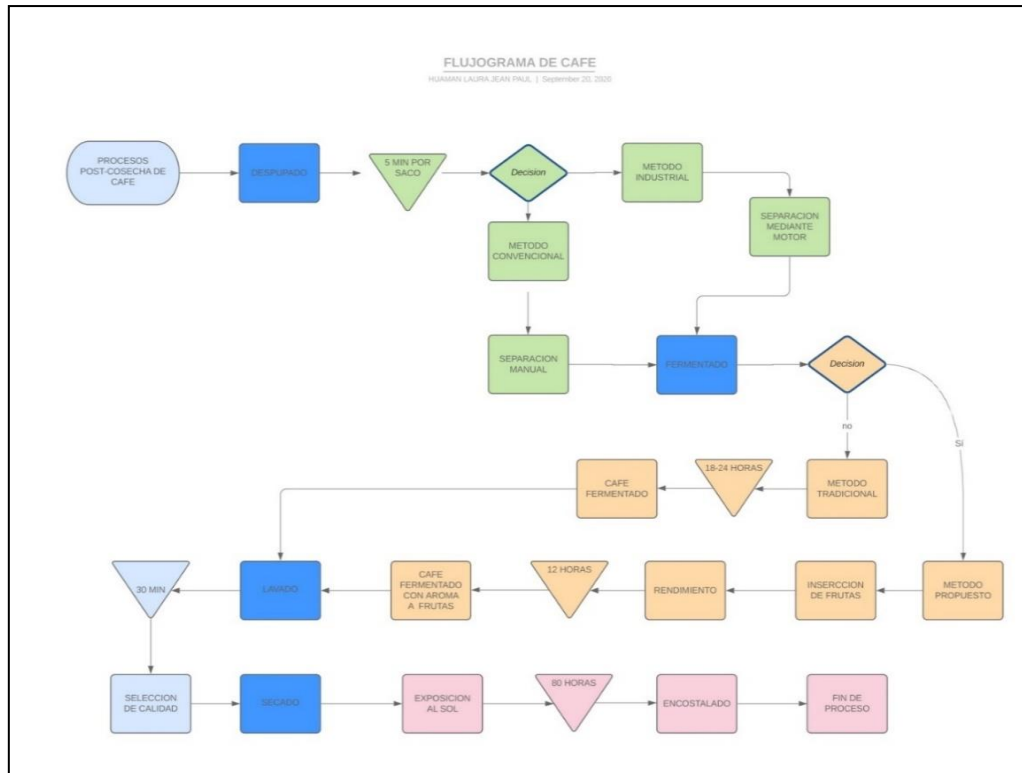 FLUJOGRAMA DE CAFE
HUAMAN LAURA JEAN PAUL | September 20, 2020
PROCESOS
POST-COSECHA DE
CAFE
DESPUPADO
5 MIN POR
SACO
Decision
METODO
INDUSTRIAL
SEPARACION
MEDIANTE
MOTOR
METODO
CONVENCIONAL
SEPARACION
MANUAL
FERMENTADO
Decision
no
Sí
METODO
TRADICIONAL
18-24 HORAS
CAFE
FERMENTADO
METODO
PROPUESTO
INSERCCION
DE FRUTAS
RENDIMIENTO
12 HORAS
CAFE
FERMENTADO
CON AROMA
A FRUTAS
LAVADO
30 MIN
SELECCION
DE CALIDAD
SECADO
EXPOSICION
AL SOL
80 HORAS
ENCOSTALADO
FIN DE
PROCESO